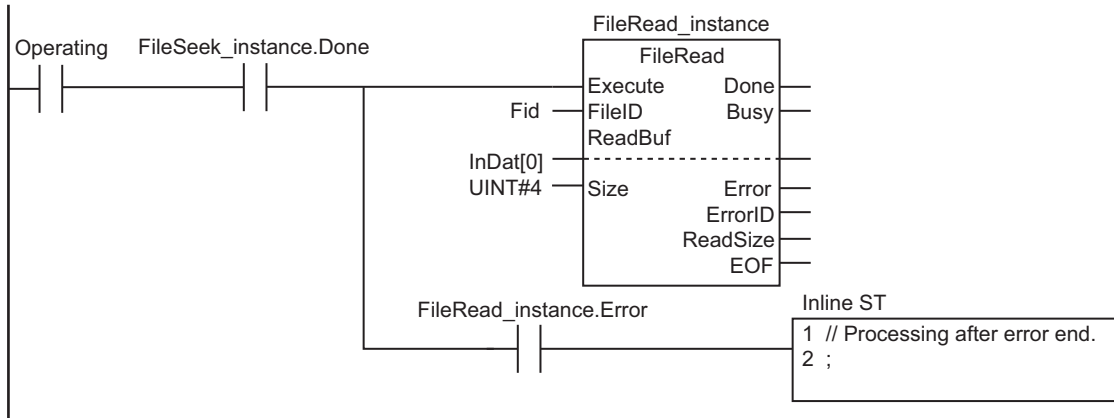 FileRead_instance
Operating FileSeek_instance.Done
FileRead
Execute Done
Fid FileID Busy
ReadBuf
InDat[0]
UINT#4 Size Error
ErrorID
ReadSize
EOF
FileRead_instance.Error
Inline ST
1 // Processing after error end.
2 ;